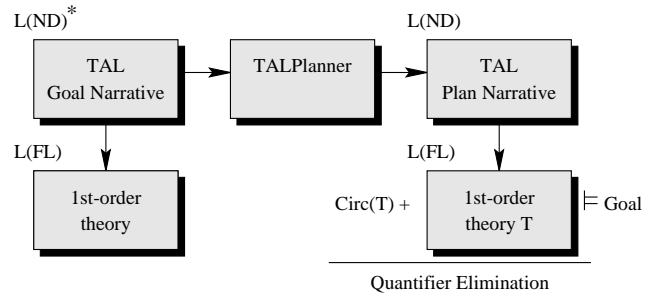 L(ND)*
L(ND)
TAL
Goal Narrative
TALPlanner
TAL
Plan Narrative
L(FL)
L(FL)
1st-order
theory
Circ(T) +
1st-order
theory T
⊨ Goal
Quantifier Elimination